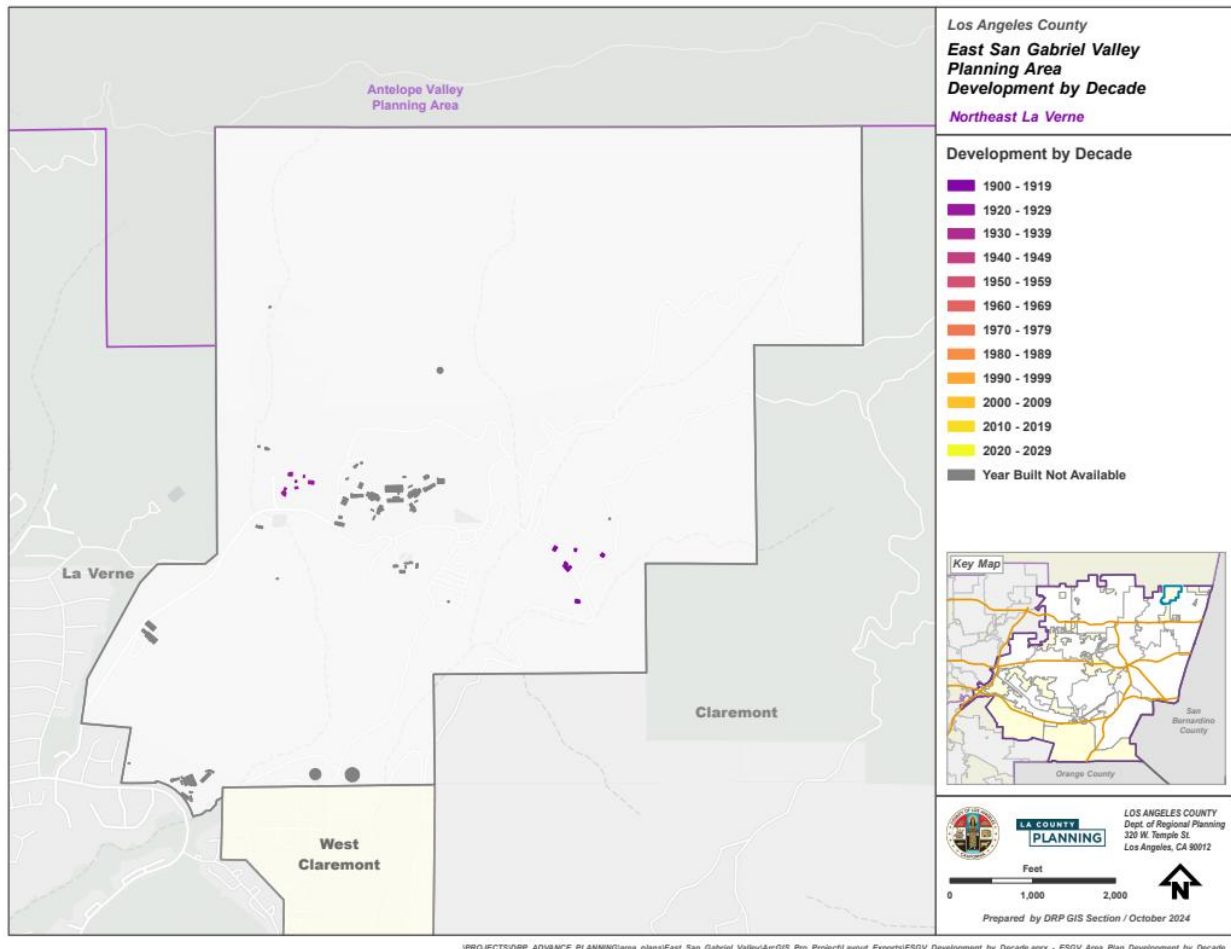 Los Angeles County
East San Gabriel Valley
Planning Area
Development by Decade
Northeast La Verne
Development by Decade
1900 - 1919
1920 - 1929
1930 - 1939
1940 - 1949
1950 - 1959
1960 - 1969
1970 - 1979
1980 - 1989
1990 - 1999
2000 - 2009
2010 - 2019
2020 - 2029
Year Built Not Available
Antelope Valley
Planning Area
La Verne
Claremont
West
Claremont
Key Map
San
Bernardino
County
Orange County
LA COUNTY
PLANNING
LOS ANGELES COUNTY
Dept. of Regional Planning
320 W. Temple St.
Los Angeles, CA 90012
Feet
0 1,000 2,000
N
Prepared by DRP GIS Section / October 2024